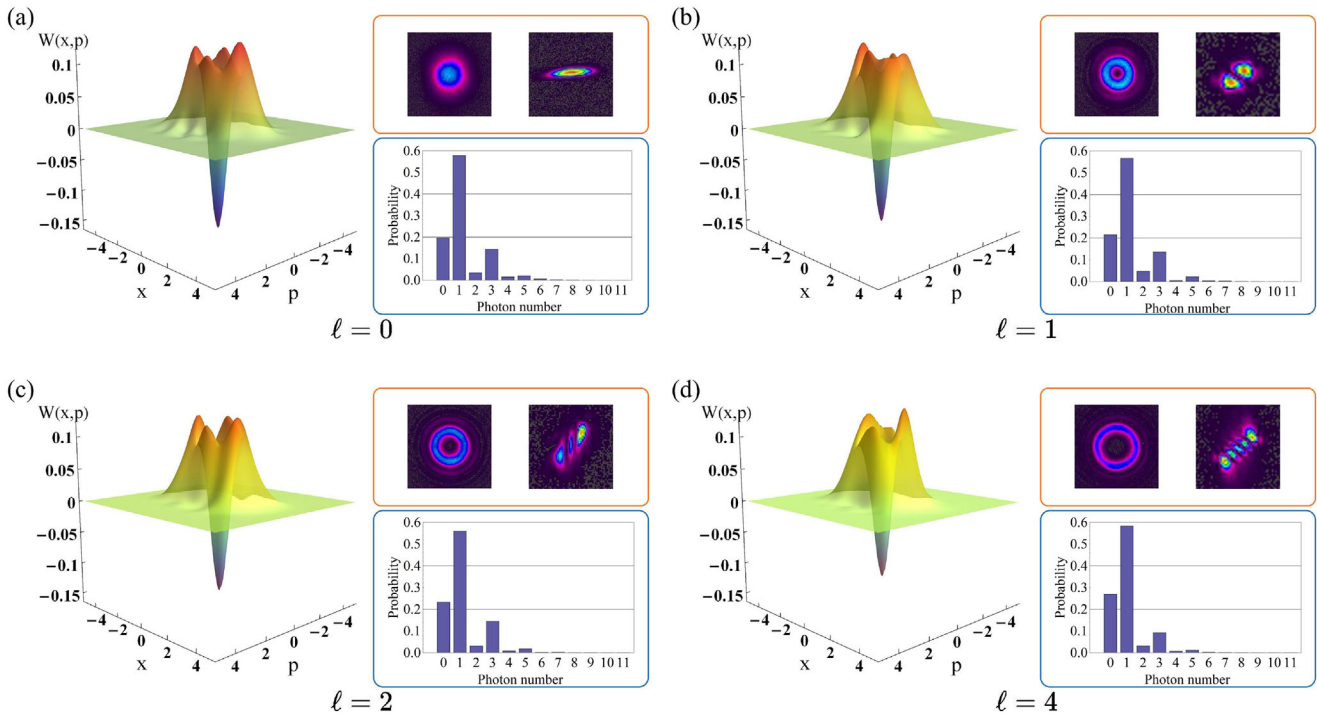 (a)
W(x,p)
0.1
0.05
0
−0.05
−0.1
−0.15
−4
−2
0
2
4
x
4
2
0
−2
−4
p
0.6
0.5
0.4
0.3
0.2
0.1
0.0
Probability
0 1 2 3 4 5 6 7 8 9 10 11
Photon number
ℓ = 0
(b)
W(x,p)
0.1
0.05
0
−0.05
−0.1
−0.15
−4
−2
0
2
4
x
4
2
0
−2
−4
p
0.6
0.5
0.4
0.3
0.2
0.1
0.0
Probability
0 1 2 3 4 5 6 7 8 9 10 11
Photon number
ℓ = 1
(c)
W(x,p)
0.1
0.05
0
−0.05
−0.1
−0.15
−4
−2
0
2
4
x
4
2
0
−2
−4
p
0.6
0.5
0.4
0.3
0.2
0.1
0.0
Probability
0 1 2 3 4 5 6 7 8 9 10 11
Photon number
ℓ = 2
(d)
W(x,p)
0.1
0.05
0
−0.05
−0.1
−0.15
−4
−2
0
2
4
x
4
2
0
−2
−4
p
0.6
0.5
0.4
0.3
0.2
0.1
0.0
Probability
0 1 2 3 4 5 6 7 8 9 10 11
Photon number
ℓ = 4